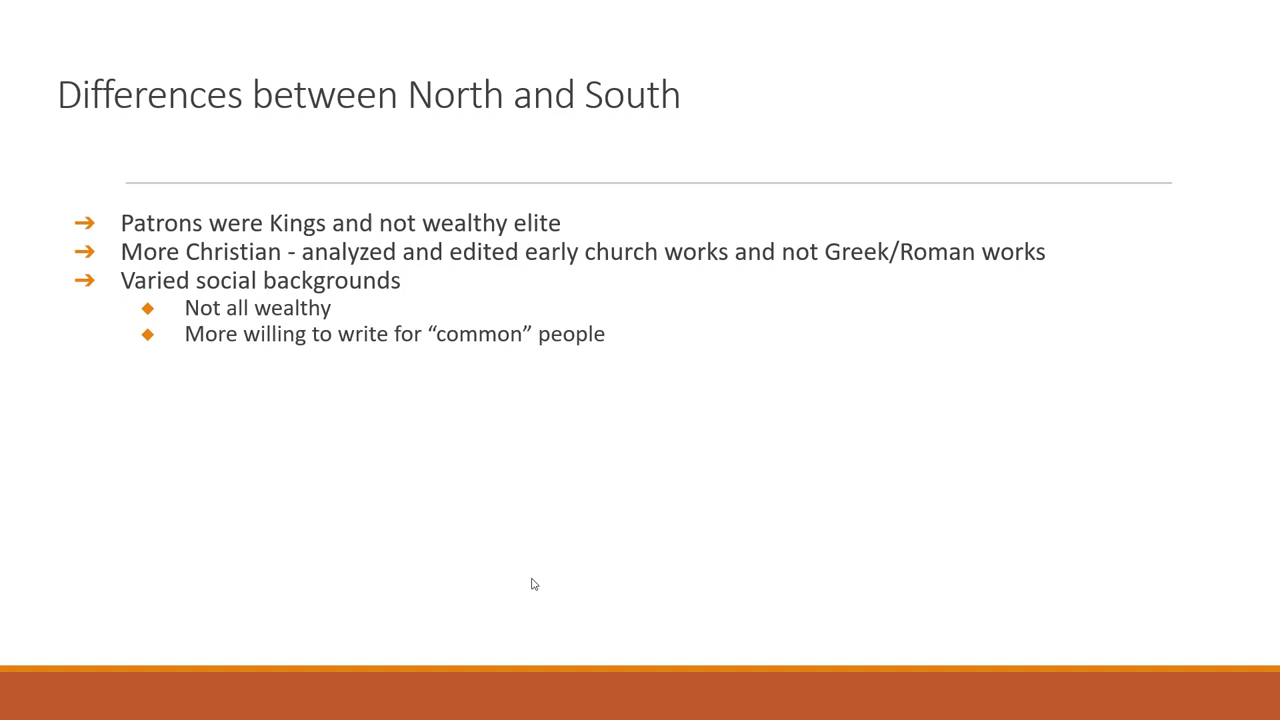 Differences between North and South
➔ Patrons were Kings and not wealthy elite
➔ More Christian - analyzed and edited early church works and not Greek/Roman works
➔ Varied social backgrounds
◆ Not all wealthy
◆ More willing to write for “common” people